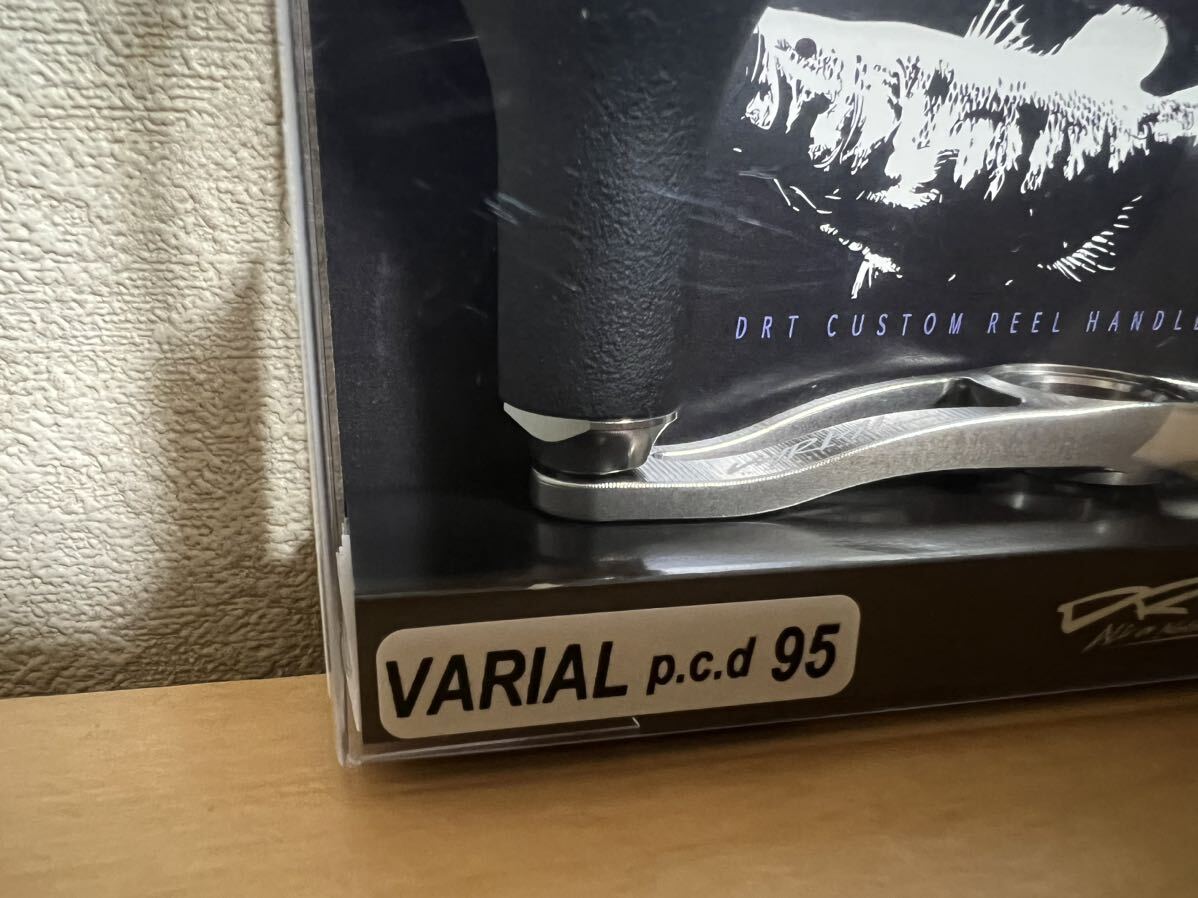 DRT CUSTOM REEL HANDLE
VARIAL p.c.d 95